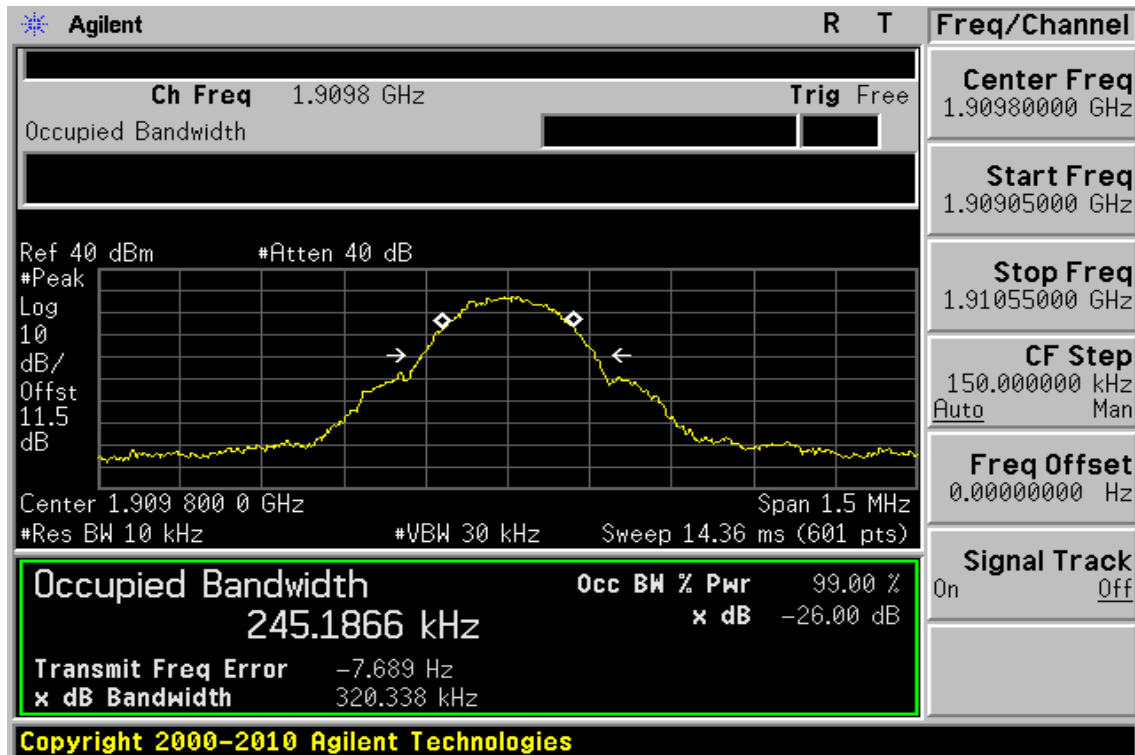 Agilent R T
Ch Freq 1.9098 GHz Trig Free
Occupied Bandwidth
Ref 40 dBm #Atten 40 dB
#Peak
Log
10
dB/
Offst
11.5
dB
Center 1.909 800 0 GHz Span 1.5 MHz
#Res BW 10 kHz #VBW 30 kHz Sweep 14.36 ms (601 pts)
Occupied Bandwidth
245.1866 kHz
Occ BW % Pwr 99.00 %
x dB -26.00 dB
Transmit Freq Error -7.689 Hz
x dB Bandwidth 320.338 kHz
Copyright 2000-2010 Agilent Technologies
Freq/Channel
Center Freq
1.90980000 GHz
Start Freq
1.90905000 GHz
Stop Freq
1.91055000 GHz
CF Step
150.000000 kHz
Auto Man
Freq Offset
0.00000000 Hz
Signal Track
On Off